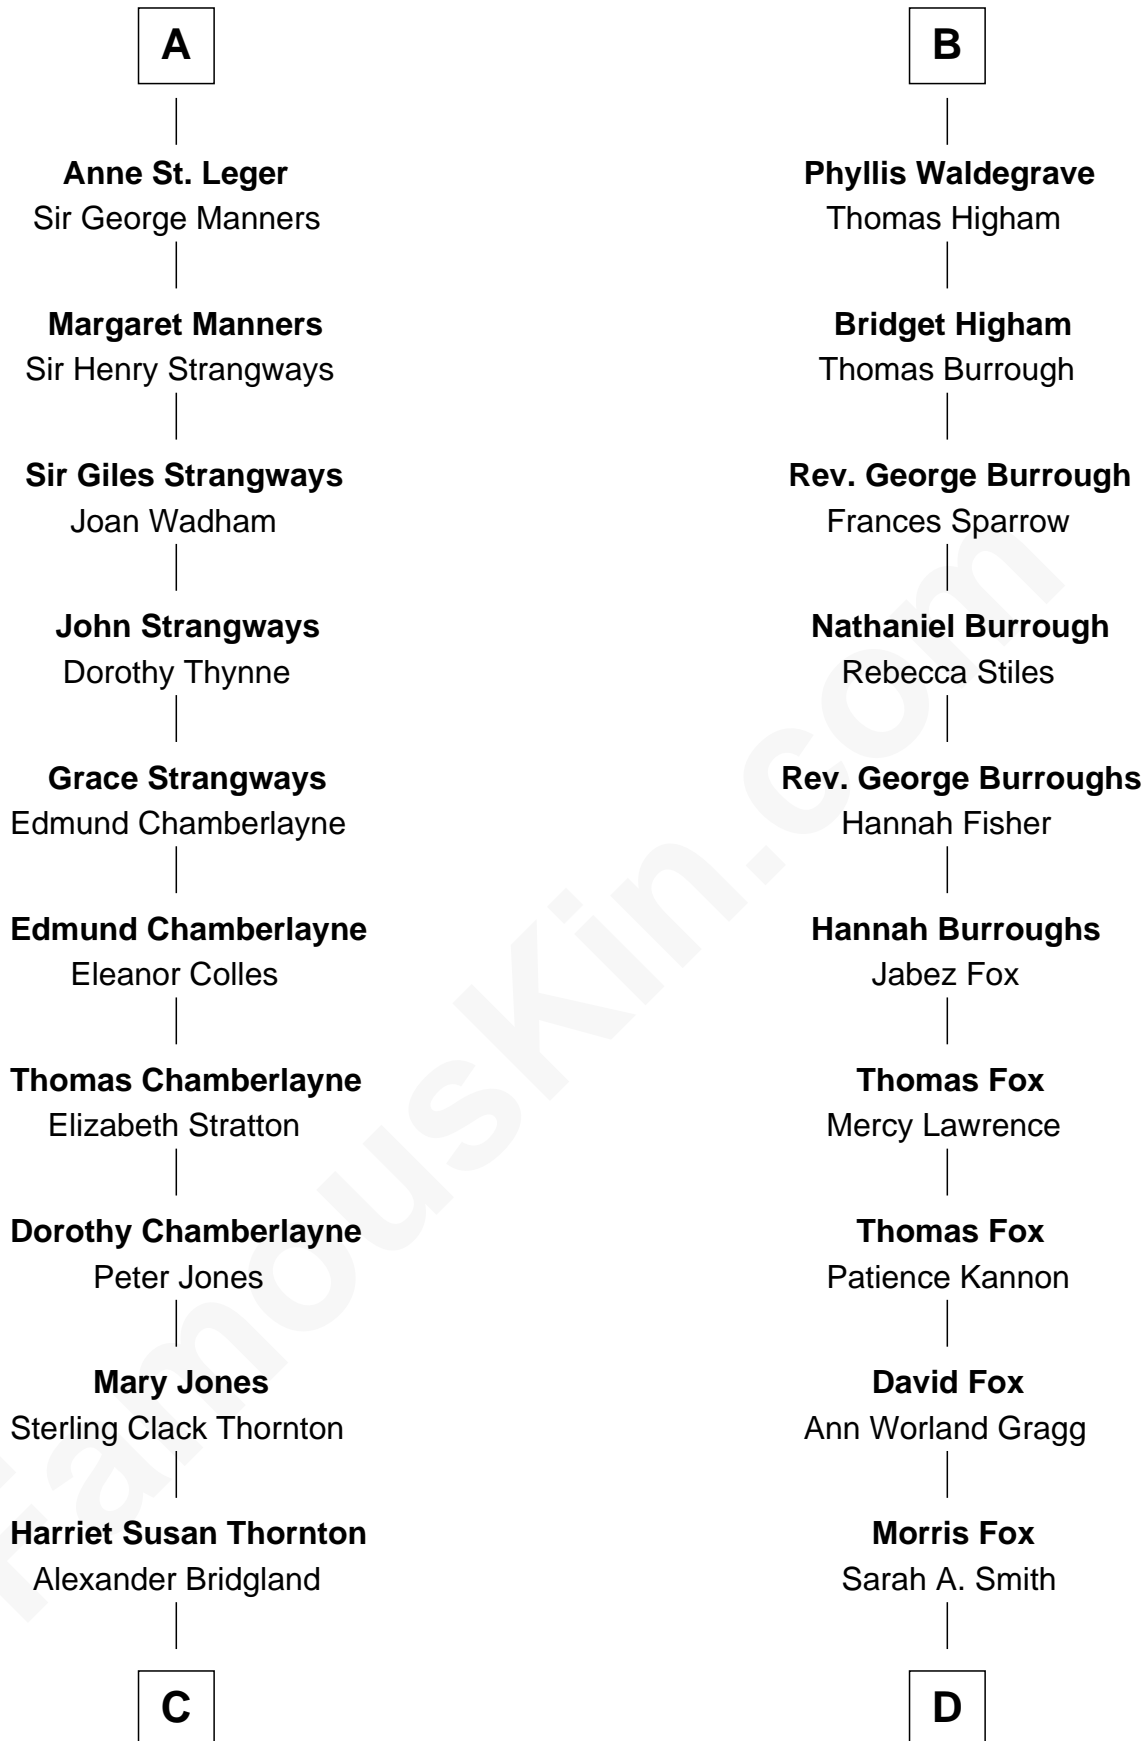 A
Anne St. Leger
Sir George Manners
Margaret Manners
Sir Henry Strangways
Sir Giles Strangways
Joan Wadham
John Strangways
Dorothy Thynne
Grace Strangways
Edmund Chamberlayne
Edmund Chamberlayne
Eleanor Colles
Thomas Chamberlayne
Elizabeth Stratton
Dorothy Chamberlayne
Peter Jones
Mary Jones
Sterling Clack Thornton
Harriet Susan Thornton
Alexander Bridgland
C
B
Phyllis Waldegrave
Thomas Higham
Bridget Higham
Thomas Burrough
Rev. George Burrough
Frances Sparrow
Nathaniel Burrough
Rebecca Stiles
Rev. George Burroughs
Hannah Fisher
Hannah Burroughs
Jabez Fox
Thomas Fox
Mercy Lawrence
Thomas Fox
Patience Kannon
David Fox
Ann Worland Gragg
Morris Fox
Sarah A. Smith
D
famousKin.com